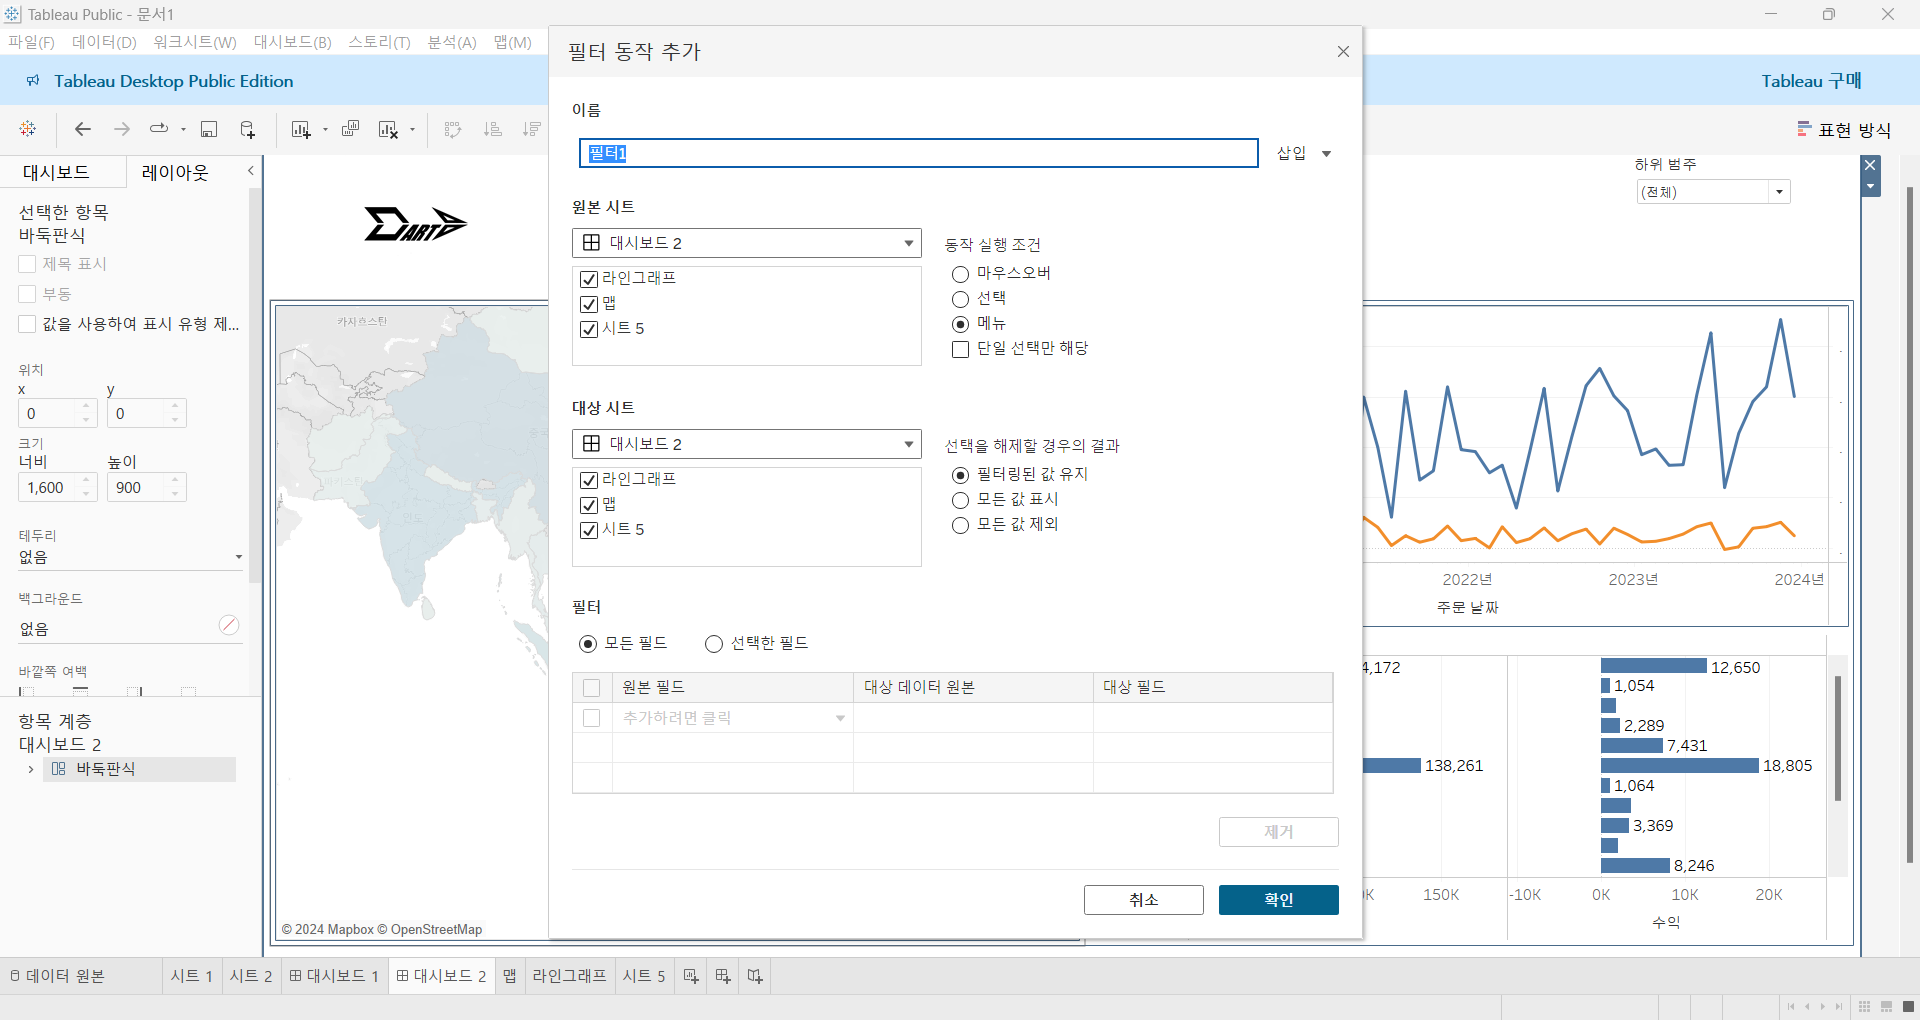 Tableau Public - 문서1
파일(F) 데이터(D) 워크시트(W) 대시보드(B) 스토리(T) 분석(A) 맵(M)
Tableau Desktop Public Edition
Tableau 구매
표현 방식
대시보드
레이아웃
선택한 항목
바둑판식
제목 표시
부동
값을 사용하여 표시 유형 제...
위치
x y
0 0
크기
너비 높이
1,600 900
테두리
없음
백그라운드
없음
바깥쪽 여백
항목 계층
대시보드 2
바둑판식
DART
카자흐스탄
인도
© 2024 Mapbox © OpenStreetMap
필터 동작 추가
이름
필터1
삽입
원본 시트
대시보드 2
라인그래프
맵
시트 5
동작 실행 조건
마우스오버
선택
메뉴
단일 선택만 해당
대상 시트
대시보드 2
라인그래프
맵
시트 5
선택을 해제할 경우의 결과
필터링된 값 유지
모든 값 표시
모든 값 제외
필터
모든 필드
선택한 필드
원본 필드 대상 데이터 원본 대상 필드
추가하려면 클릭
제거
취소
확인
하위 범주
(전체)
2022년 2023년 2024년
주문 날짜
4,172
138,261
12,650
1,054
2,289
7,431
18,805
1,064
3,369
8,246
0K 150K -10K 0K 10K 20K
수익
데이터 원본 시트 1 시트 2 대시보드 1 대시보드 2 맵 라인그래프 시트 5